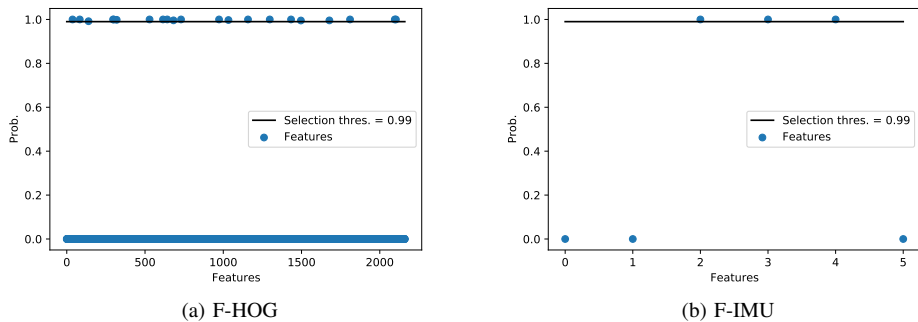 1.0
0.8
0.6
0.4
0.2
0.0
Prob.
Selection thres. = 0.99
Features
0 500 1000 1500 2000
Features
(a) F-HOG
1.0
0.8
0.6
0.4
0.2
0.0
Prob.
Selection thres. = 0.99
Features
0 1 2 3 4 5
Features
(b) F-IMU